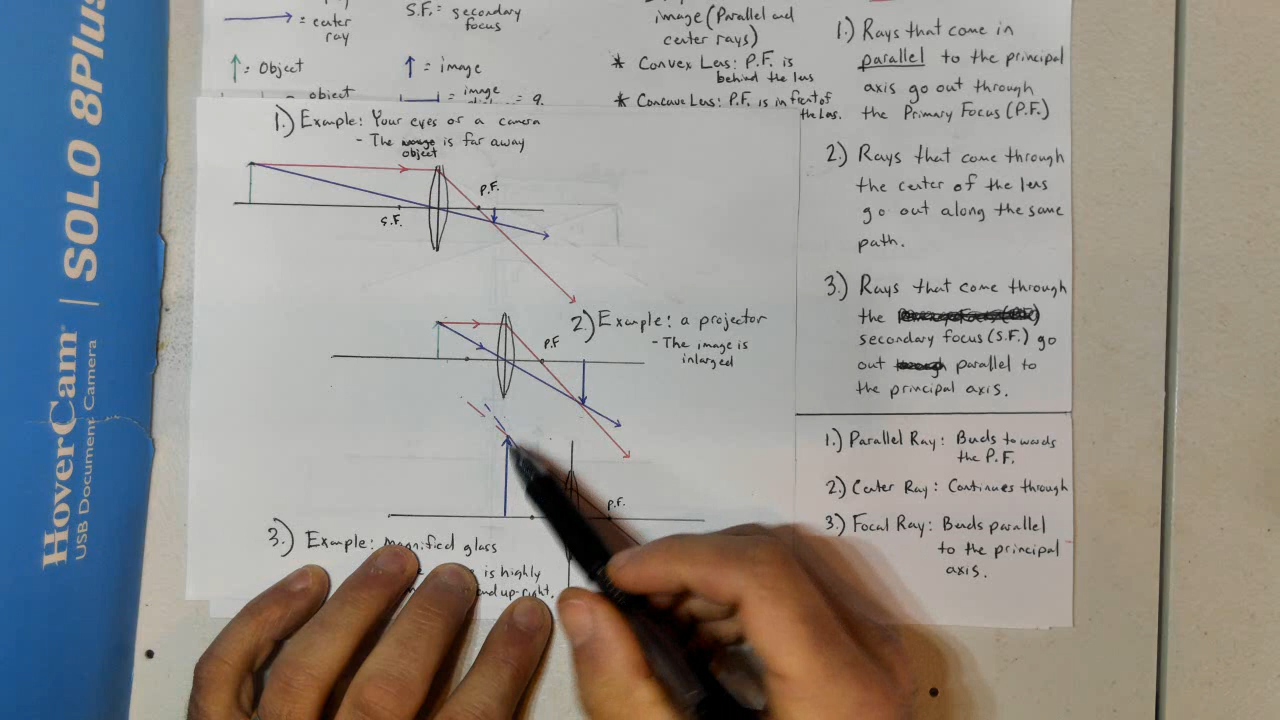 HoverCam® | SOLO 8Plus
USB Document Camera
= center
ray
S.F. = secondary
focus
= Object
= image
object
= image
= q.
image (Parallel and
center rays)
* Convex Lens: P.F. is
behind the lens
* Concave Lens: P.F. is in front of
the lens.
1.) Example: Your eyes or a camera
- The object is far away
S.F.
P.F.
2) Example: a projector
- The image is
inlarged
P.F
P.F.
3.) Example: magnified glass
is highly
and up-right.
1.) Rays that come in
parallel to the principal
axis go out through
the Primary Focus (P.F.)
2.) Rays that come through
the center of the lens
go out along the same
path.
3.) Rays that come through
the
secondary focus (S.F.) go
out parallel to
the principal axis.
1.) Parallel Ray: Bends towards
the P.F.
2.) Center Ray: Continues through
3.) Focal Ray: Bends parallel
to the principal
axis.